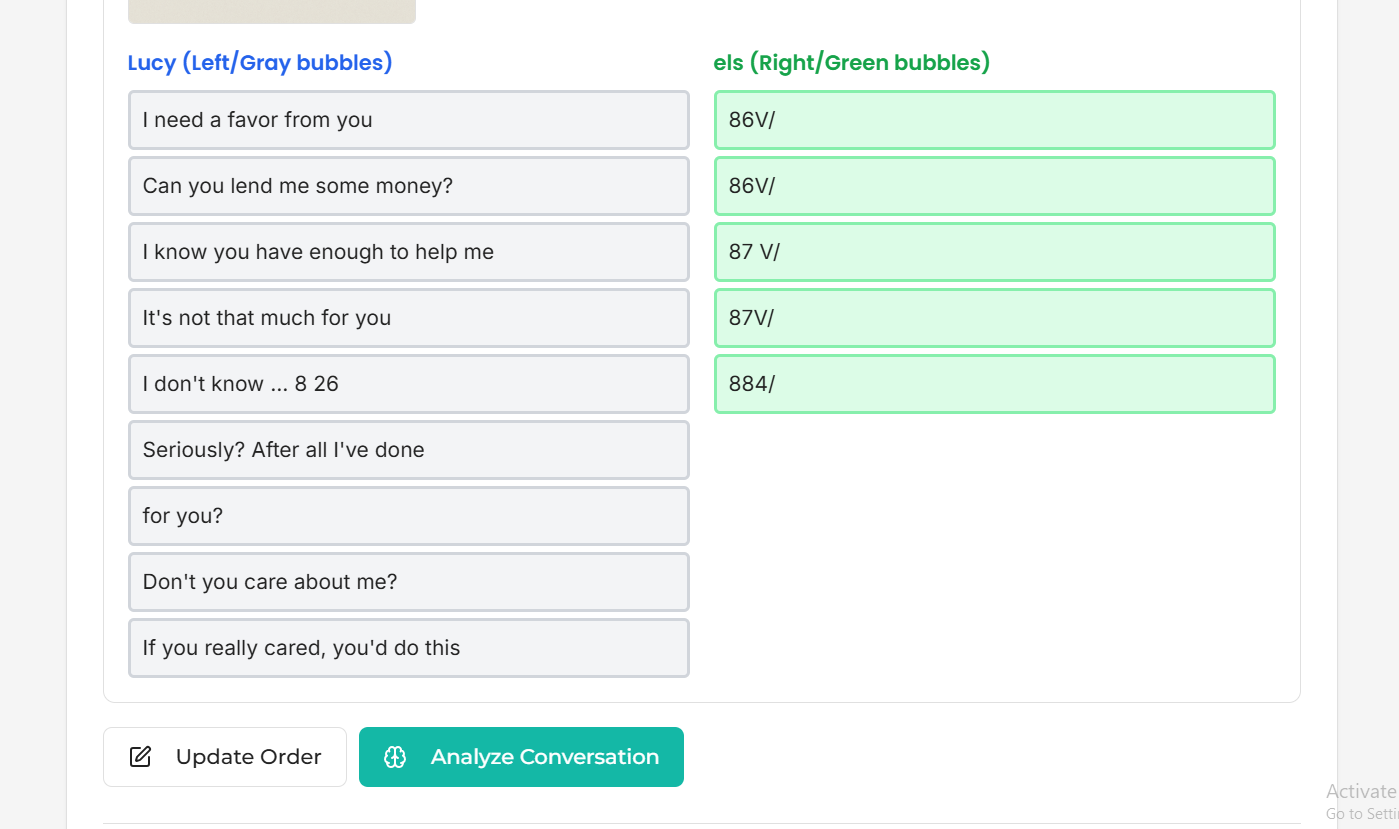 Lucy (Left/Gray bubbles)
I need a favor from you
Can you lend me some money?
I know you have enough to help me
It's not that much for you
I don't know ... 8 26
Seriously? After all I've done
for you?
Don't you care about me?
If you really cared, you'd do this
els (Right/Green bubbles)
86V/
86V/
87 V/
87V/
884/
Update Order
Analyze Conversation
Activate
Go to Setti